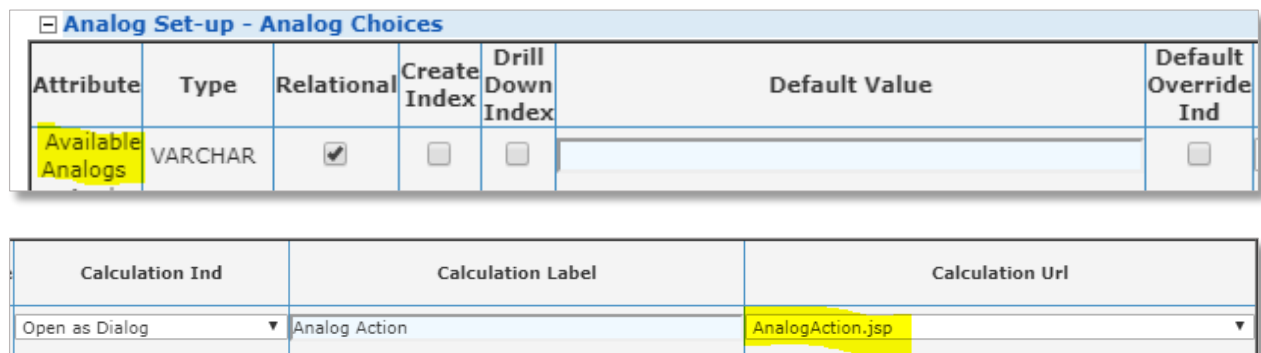 Analog Set-up - Analog Choices
Attribute Type Relational Create Index Drill Down Index Default Value Default Override Ind
Available Analogs VARCHAR
Calculation Ind Calculation Label Calculation Url
Open as Dialog Analog Action AnalogAction.jsp